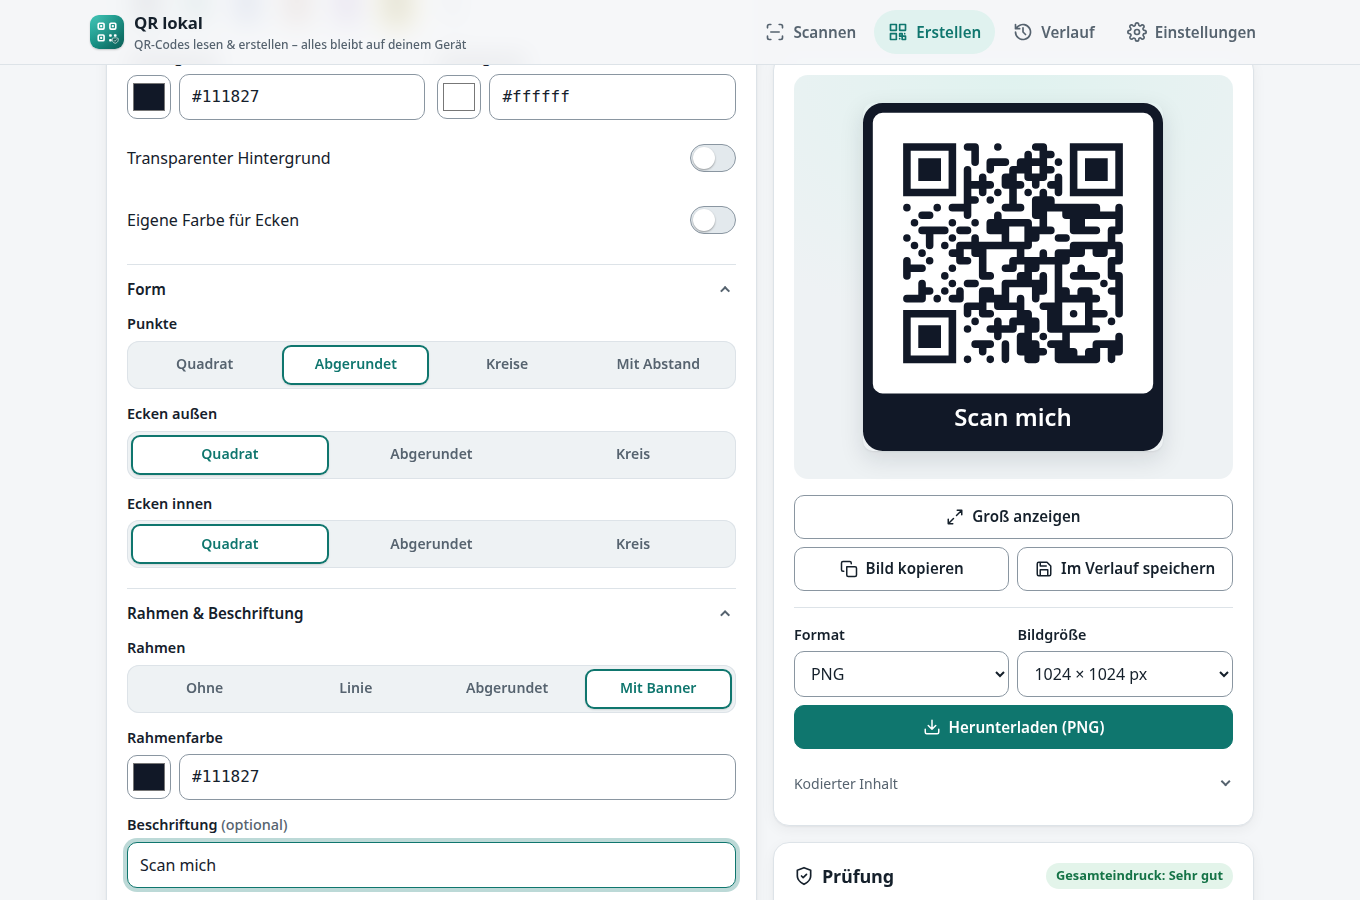 QR lokal
QR-Codes lesen & erstellen – alles bleibt auf deinem Gerät
Scannen
Erstellen
Verlauf
Einstellungen
#111827
#ffffff
Transparenter Hintergrund
Eigene Farbe für Ecken
Form
Punkte
Quadrat
Abgerundet
Kreise
Mit Abstand
Ecken außen
Quadrat
Abgerundet
Kreis
Ecken innen
Quadrat
Abgerundet
Kreis
Rahmen & Beschriftung
Rahmen
Ohne
Linie
Abgerundet
Mit Banner
Rahmenfarbe
#111827
Beschriftung (optional)
Scan mich
Scan mich
Groß anzeigen
Bild kopieren
Im Verlauf speichern
Format
Bildgröße
PNG
1024 × 1024 px
Herunterladen (PNG)
Kodierter Inhalt
Prüfung
Gesamteindruck: Sehr gut